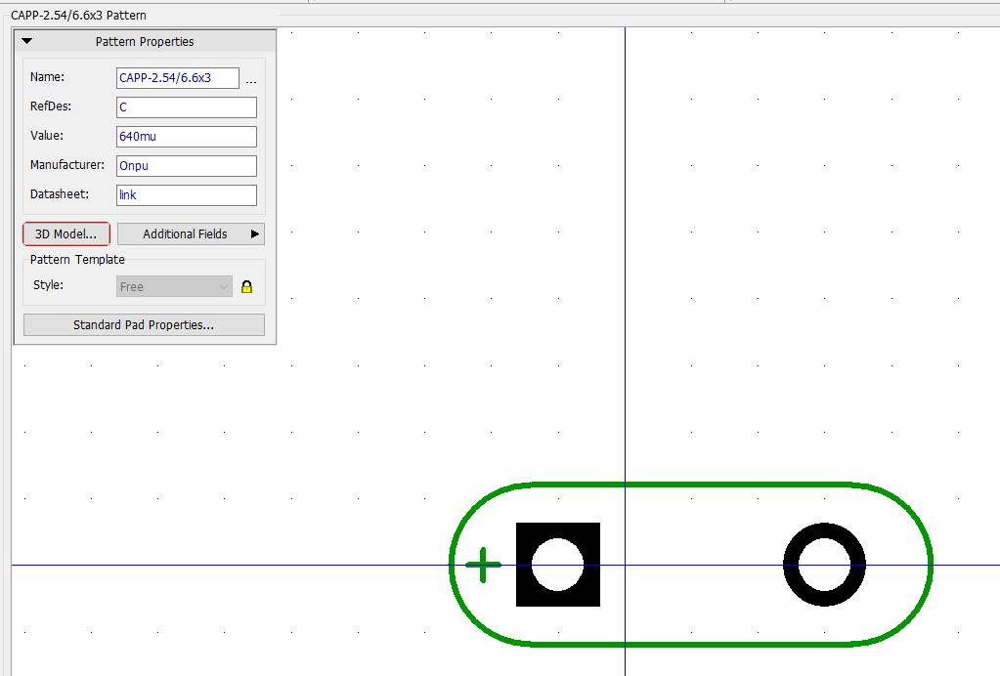 CAPP-2.54/6.6x3 Pattern
Pattern Properties
Name: CAPP-2.54/6.6x3 ...
RefDes: C
Value: 640mu
Manufacturer: Onpu
Datasheet: link
3D Model... Additional Fields
Pattern Template
Style: Free
Standard Pad Properties...
+